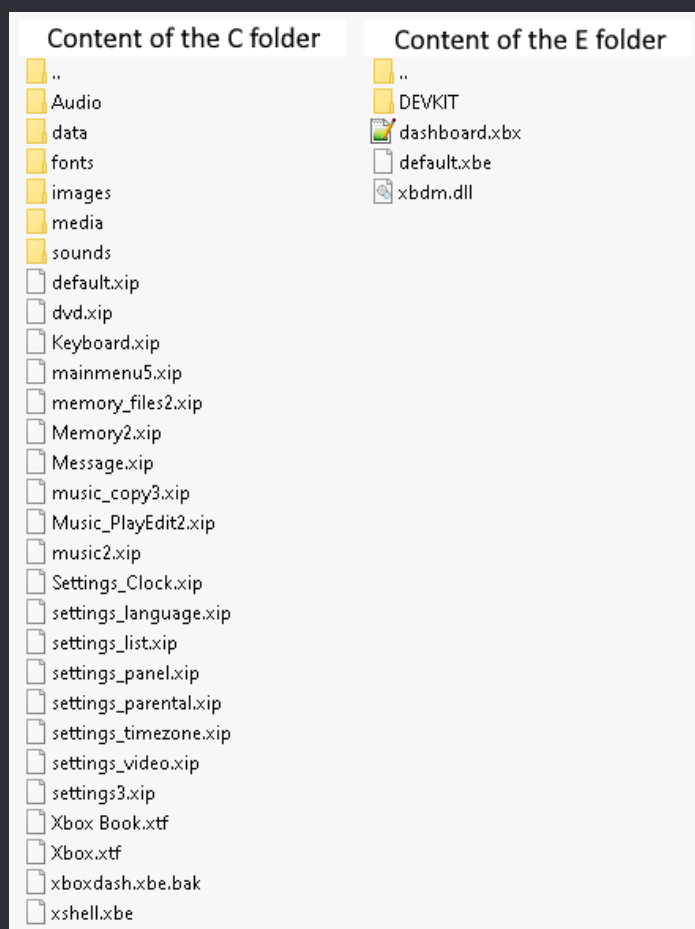 Content of the C folder
..
Audio
data
fonts
images
media
sounds
default.xip
dvd.xip
Keyboard.xip
mainmenu5.xip
memory_files2.xip
Memory2.xip
Message.xip
music_copy3.xip
Music_PlayEdit2.xip
music2.xip
Settings_Clock.xip
settings_language.xip
settings_list.xip
settings_panel.xip
settings_parental.xip
settings_timezone.xip
settings_video.xip
settings3.xip
Xbox Book.xtf
Xbox.xtf
xboxdash.xbe.bak
xshell.xbe
Content of the E folder
..
DEVKIT
dashboard.xbx
default.xbe
xbdm.dll